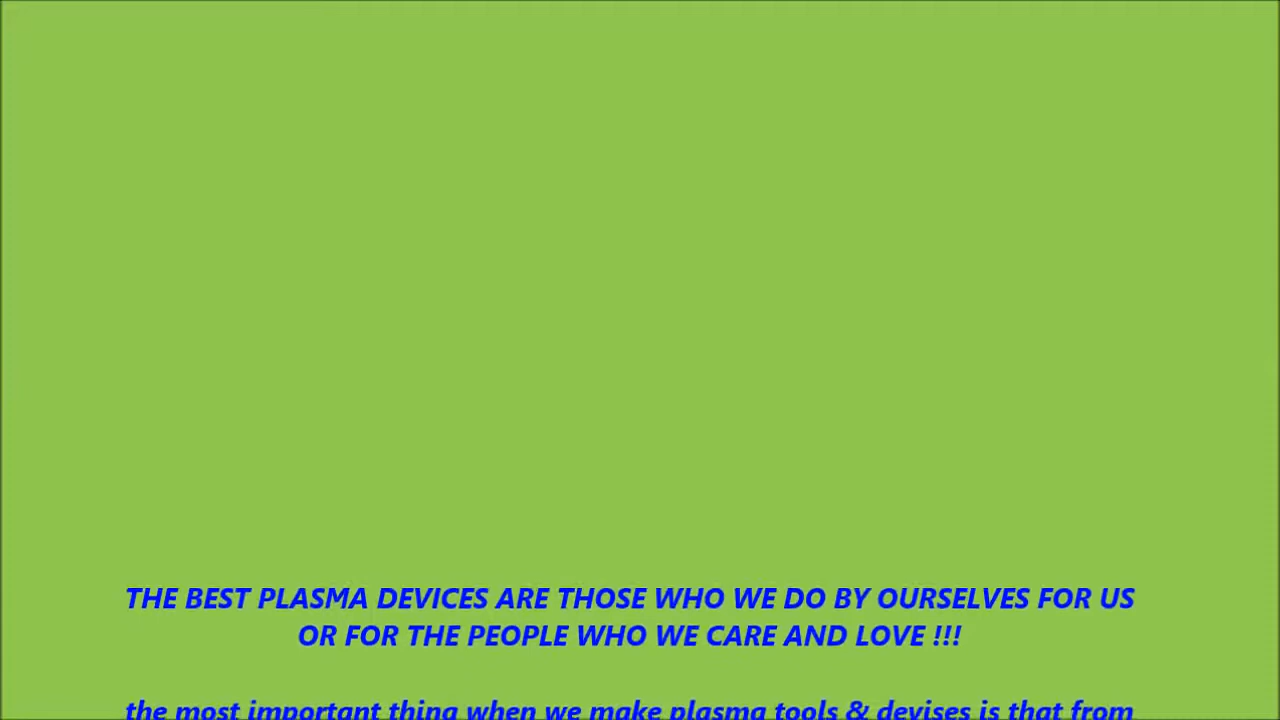 THE BEST PLASMA DEVICES ARE THOSE WHO WE DO BY OURSELVES FOR US
OR FOR THE PEOPLE WHO WE CARE AND LOVE !!!
the most important thing when we make plasma tools & devises is that from